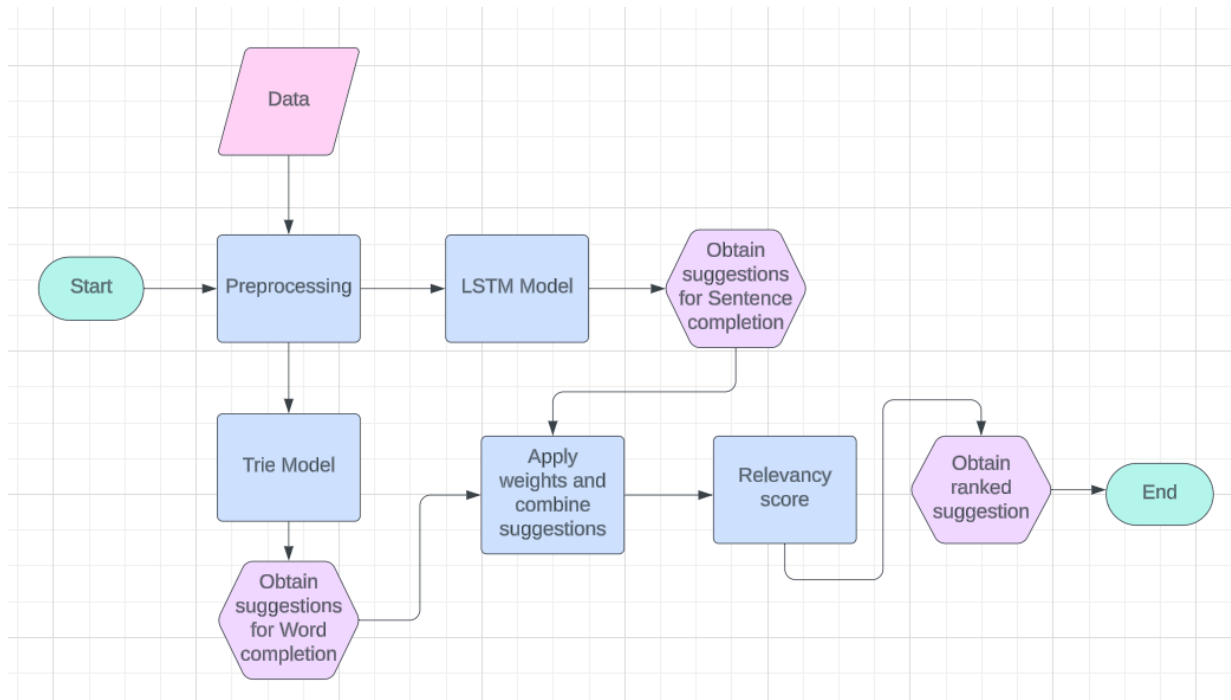 Data
Start
Preprocessing
LSTM Model
Obtain
suggestions
for Sentence
completion
Trie Model
Apply
weights and
combine
suggestions
Relevancy
score
Obtain
ranked
suggestion
End
Obtain
suggestions
for Word
completion